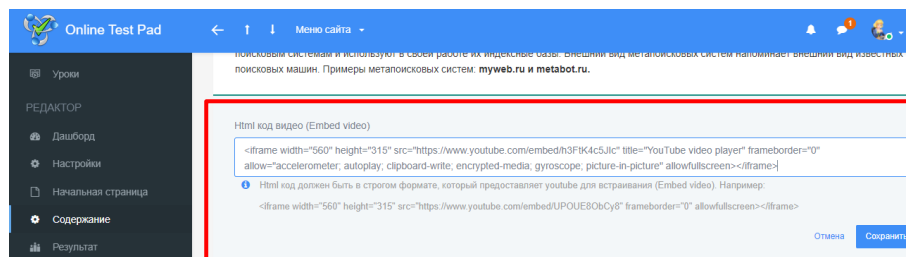 Online Test Pad
Меню сайта
1
Уроки
РЕДАКТОР
Дашборд
Настройки
Начальная страница
Содержание
Результат
поисковым системам и используют в своей работе их индексные базы. Внешний вид метапоисковых систем напоминает внешний вид известных
поисковых машин. Примеры метапоисковых систем: myweb.ru и metabot.ru.
Html код видео (Embed video)
<iframe width="560" height="315" src="https://www.youtube.com/embed/h3FtK4c5JIc" title="YouTube video player" frameborder="0"
allow="accelerometer; autoplay; clipboard-write; encrypted-media; gyroscope; picture-in-picture" allowfullscreen></iframe>
Html код должен быть в строгом формате, который предоставляет youtube для встраивания (Embed video). Например:
<iframe width="560" height="315" src="https://www.youtube.com/embed/UPOUE8ObCy8" frameborder="0" allowfullscreen></iframe>
Отмена
Сохранить